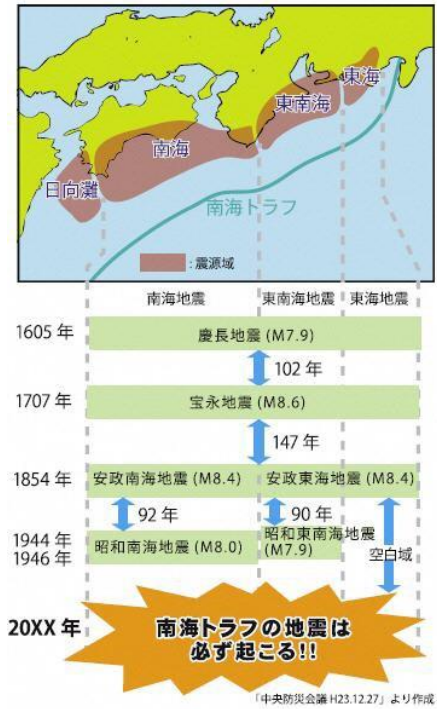 東海
東南海
南海
日向灘
南海トラフ
:震源域
南海地震 東南海地震 東海地震
1605年 慶長地震(M7.9)
102年
1707年 宝永地震(M8.6)
147年
1854年 安政南海地震(M8.4) 安政東海地震(M8.4)
92年 90年
1944年 昭和東南海地震
1946年 昭和南海地震(M8.0) (M7.9) 空白域
20XX年 南海トラフの地震は
必ず起こる!!
「中央防災会議H23.12.27」より作成